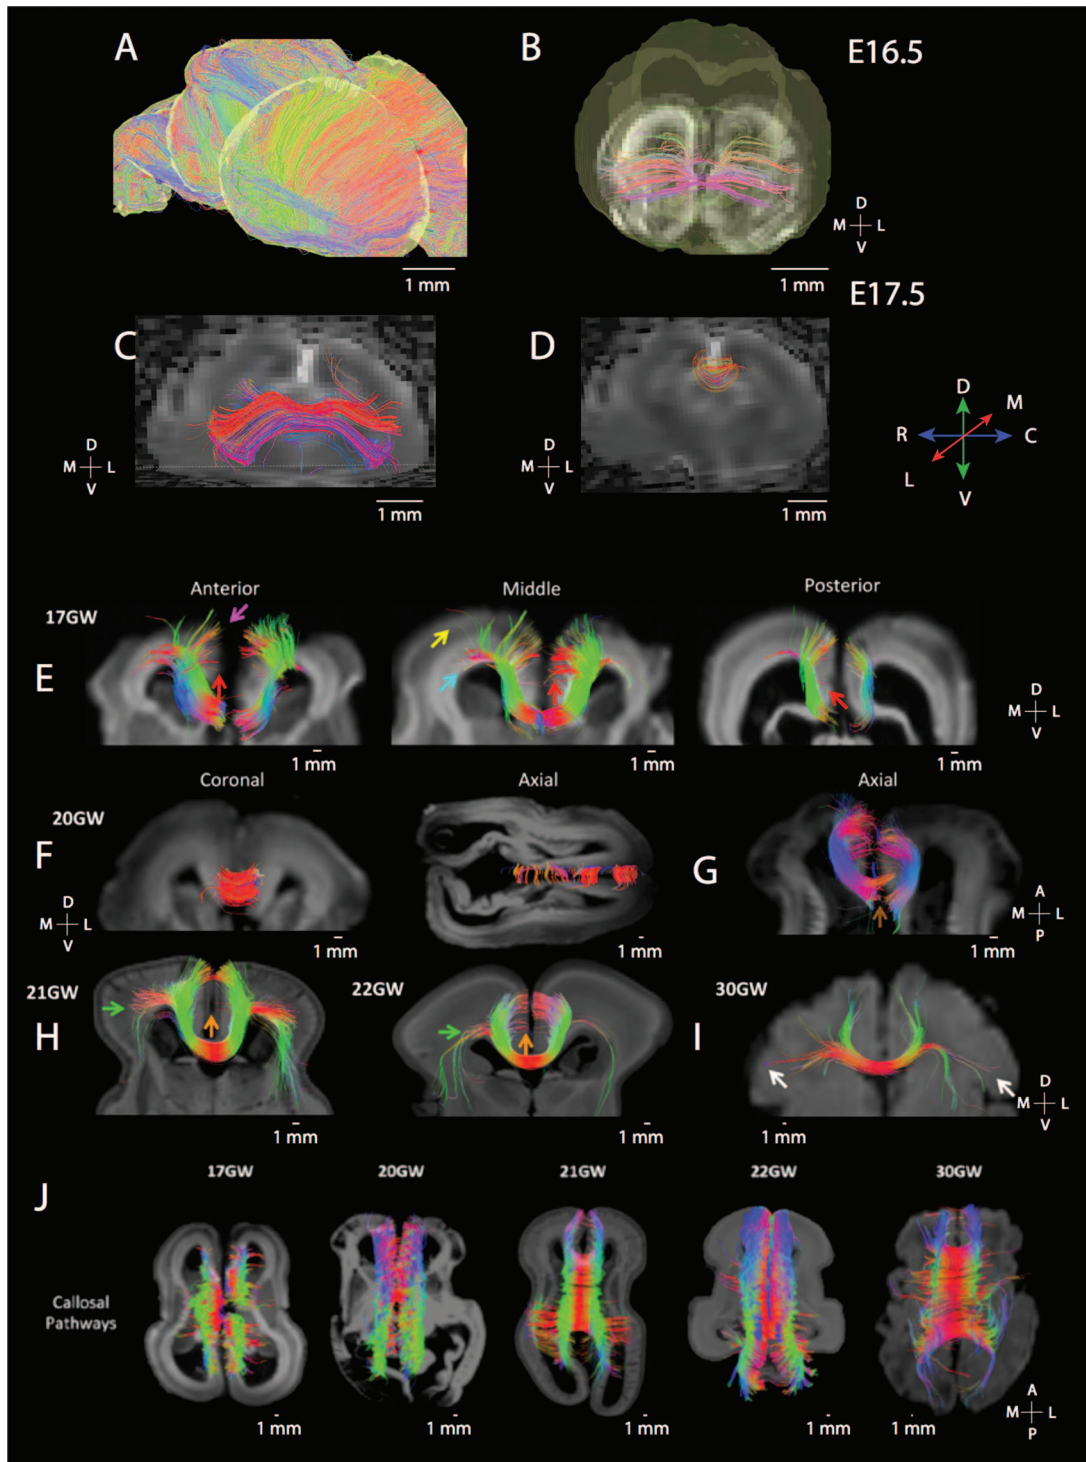 A
B
E16.5
D
M L
V
1 mm
1 mm
E17.5
C
D
D
M
R
C
L
V
D
M L
V
D
M L
V
1 mm
1 mm
Anterior
Middle
Posterior
17GW
E
D
M L
V
1 mm
1 mm
1 mm
Coronal
Axial
Axial
20GW
F
G
D
M L
V
A
M L
P
1 mm
1 mm
1 mm
21GW
22GW
30GW
H
I
D
M L
V
1 mm
1 mm
1 mm
J
17GW
20GW
21GW
22GW
30GW
Callosal
Pathways
A
M L
P
1 mm
1 mm
1 mm
1 mm
1 mm